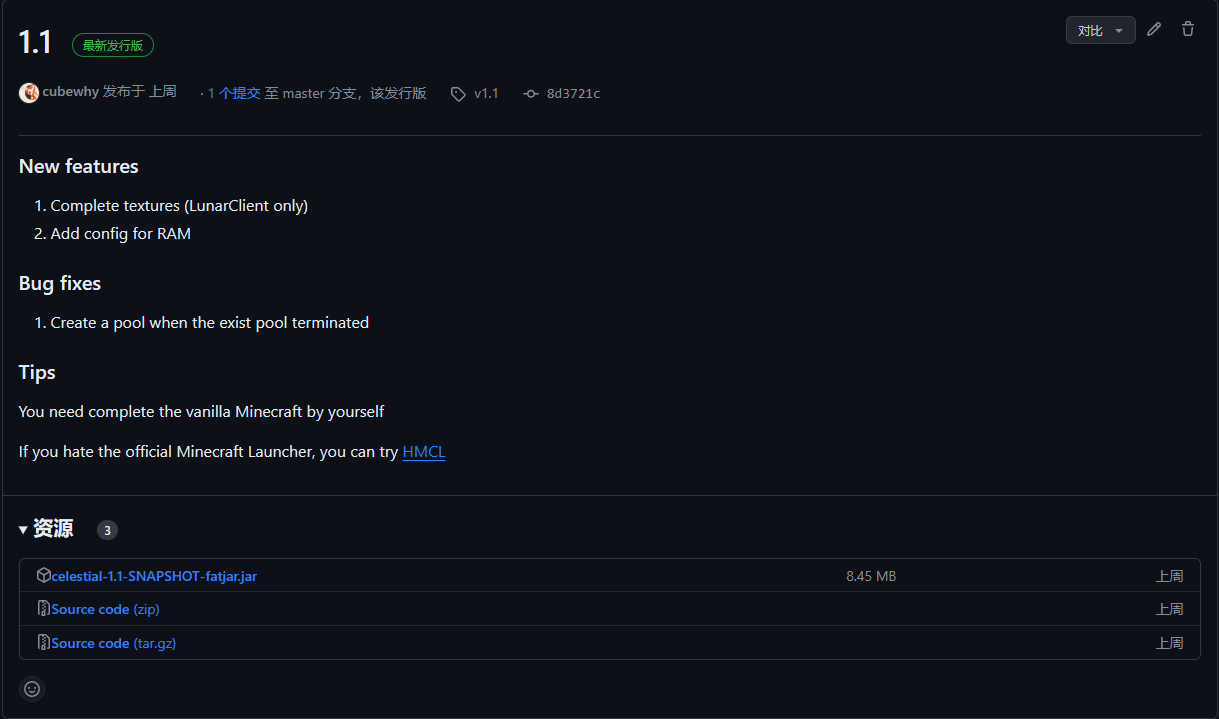 1.1 最新发行版 对比
cubewhy 发布于 上周 · 1 个提交 至 master 分支，该发行版 v1.1 8d3721c
New features
1. Complete textures (LunarClient only)
2. Add config for RAM
Bug fixes
1. Create a pool when the exist pool terminated
Tips
You need complete the vanilla Minecraft by yourself
If you hate the official Minecraft Launcher, you can try HMCL
资源 3
celestial-1.1-SNAPSHOT-fatjar.jar 8.45 MB 上周
Source code (zip) 上周
Source code (tar.gz) 上周